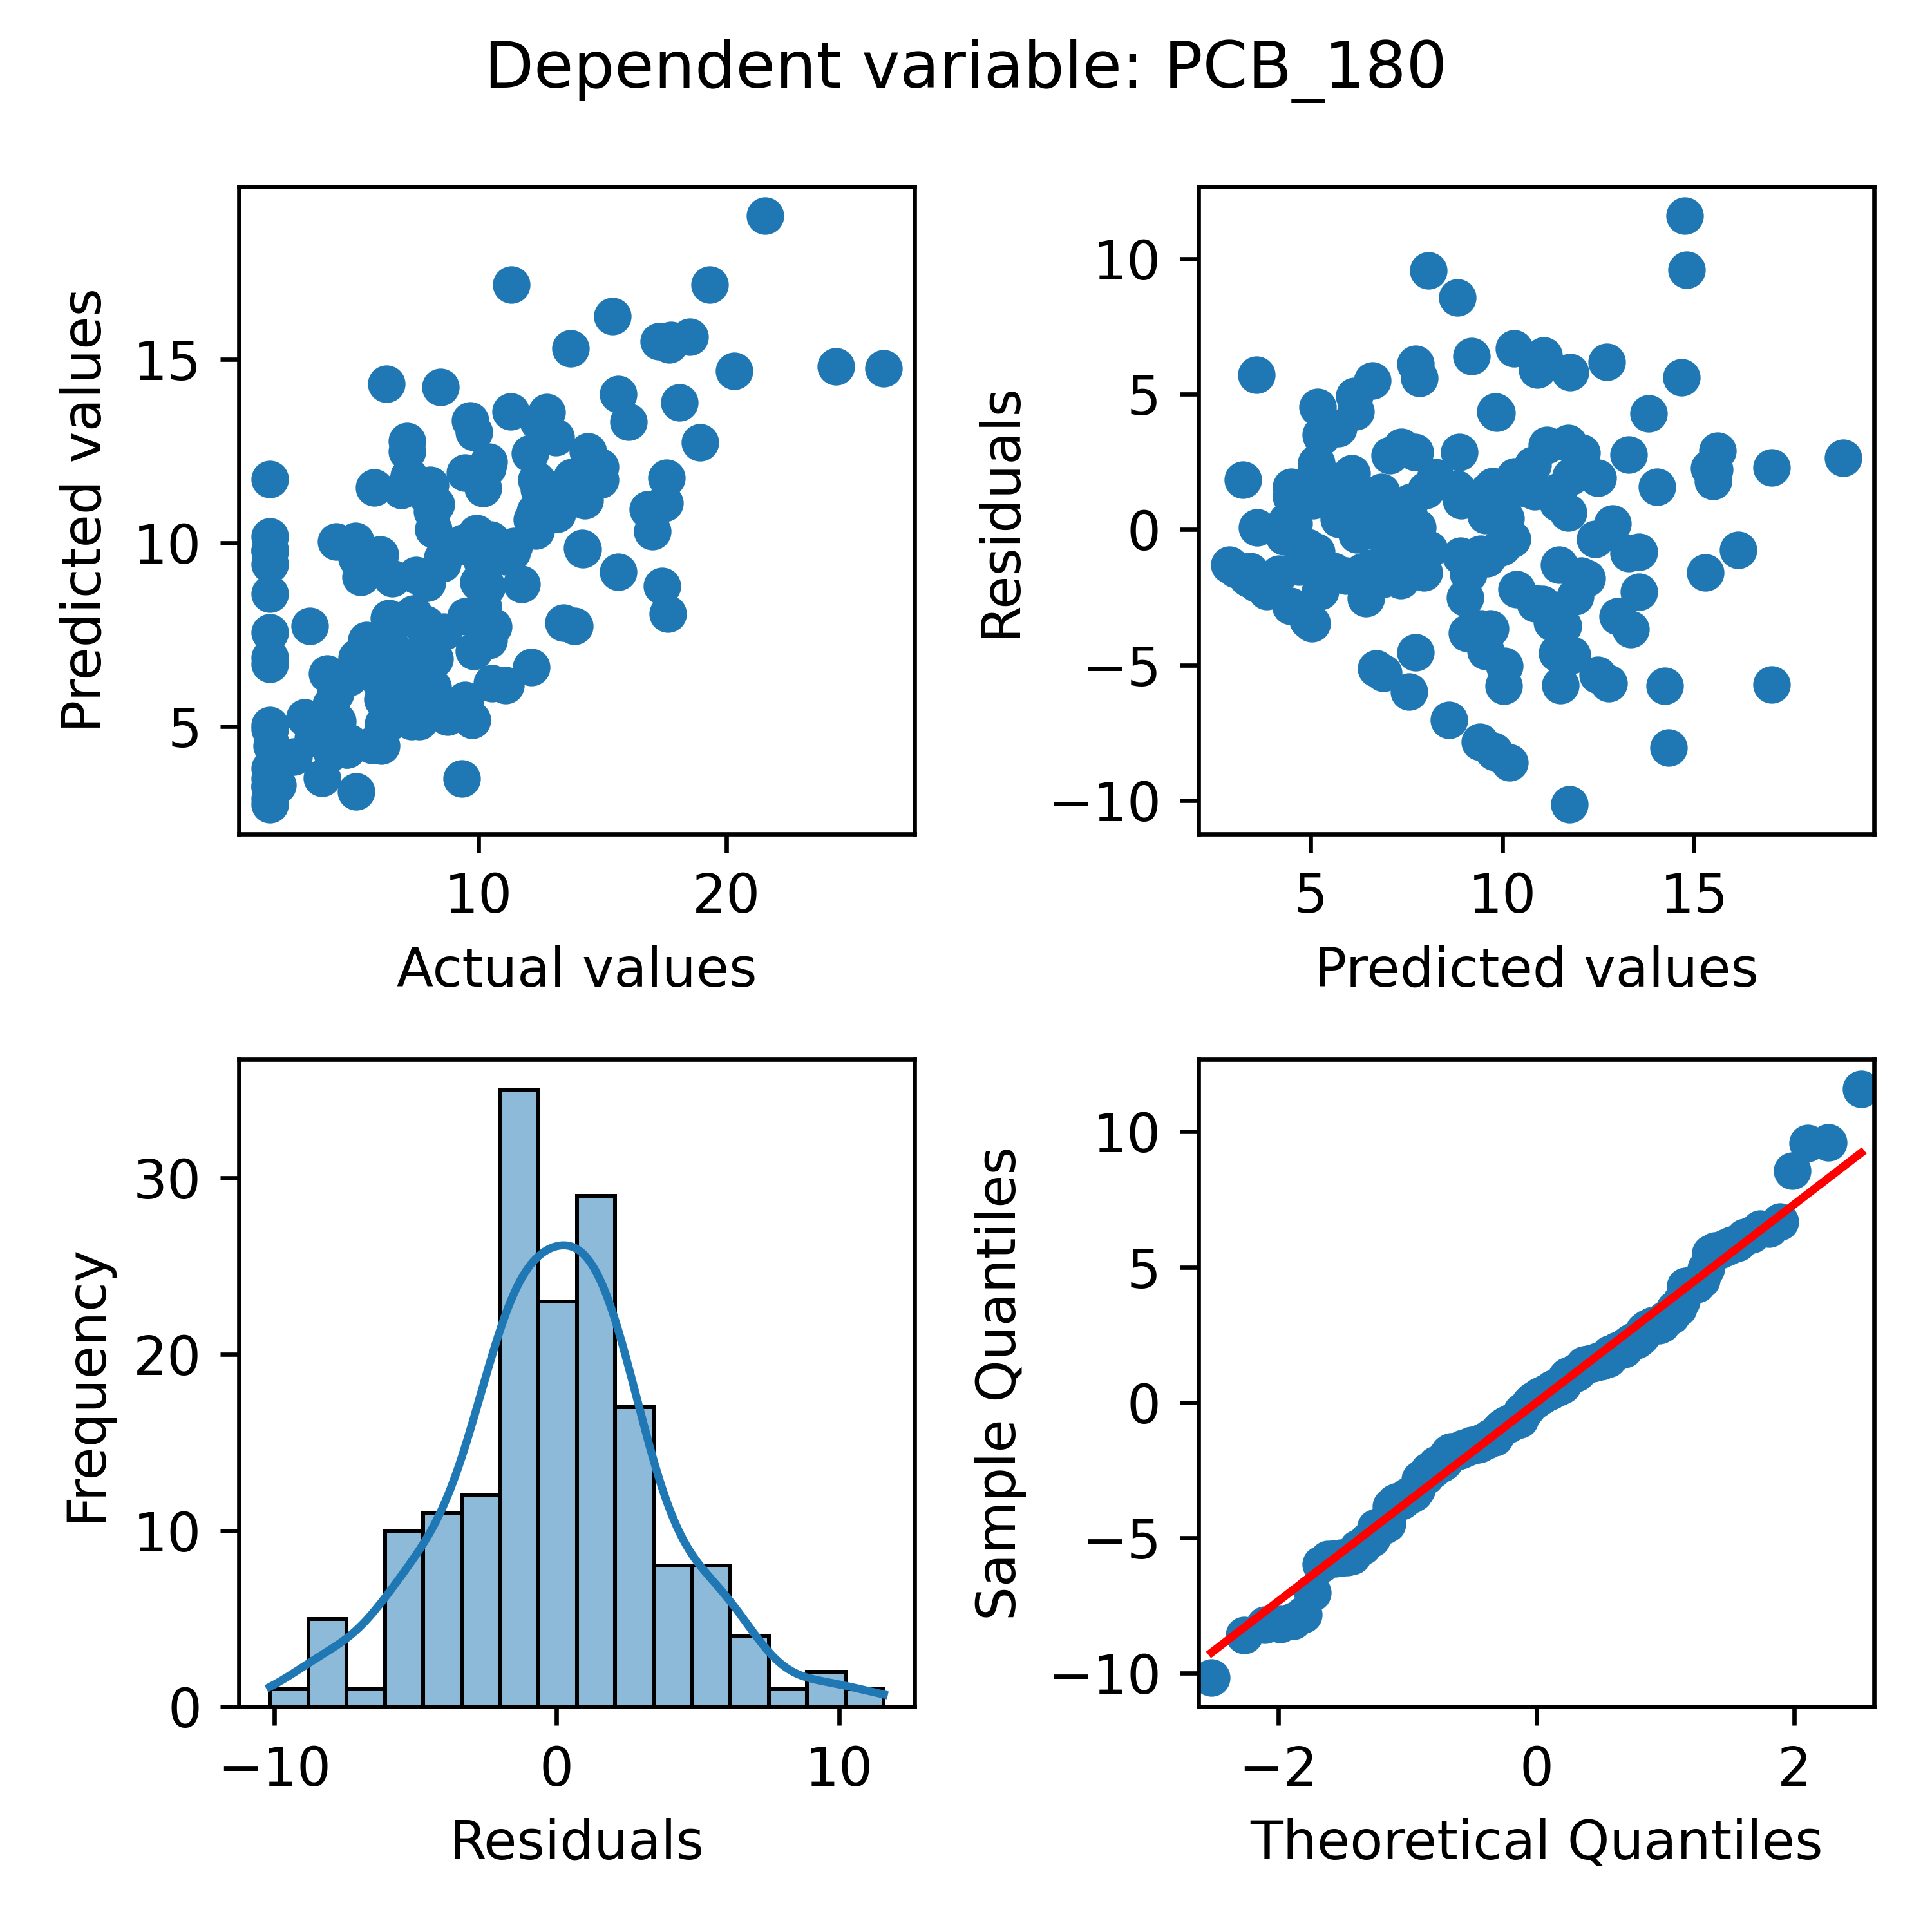 Dependent variable: PCB_180
Predicted values
15
10
5
10 20
Actual values
Residuals
10
5
0
−5
−10
5 10 15
Predicted values
Frequency
30
20
10
0
−10 0 10
Residuals
Sample Quantiles
10
5
0
−5
−10
−2 0 2
Theoretical Quantiles